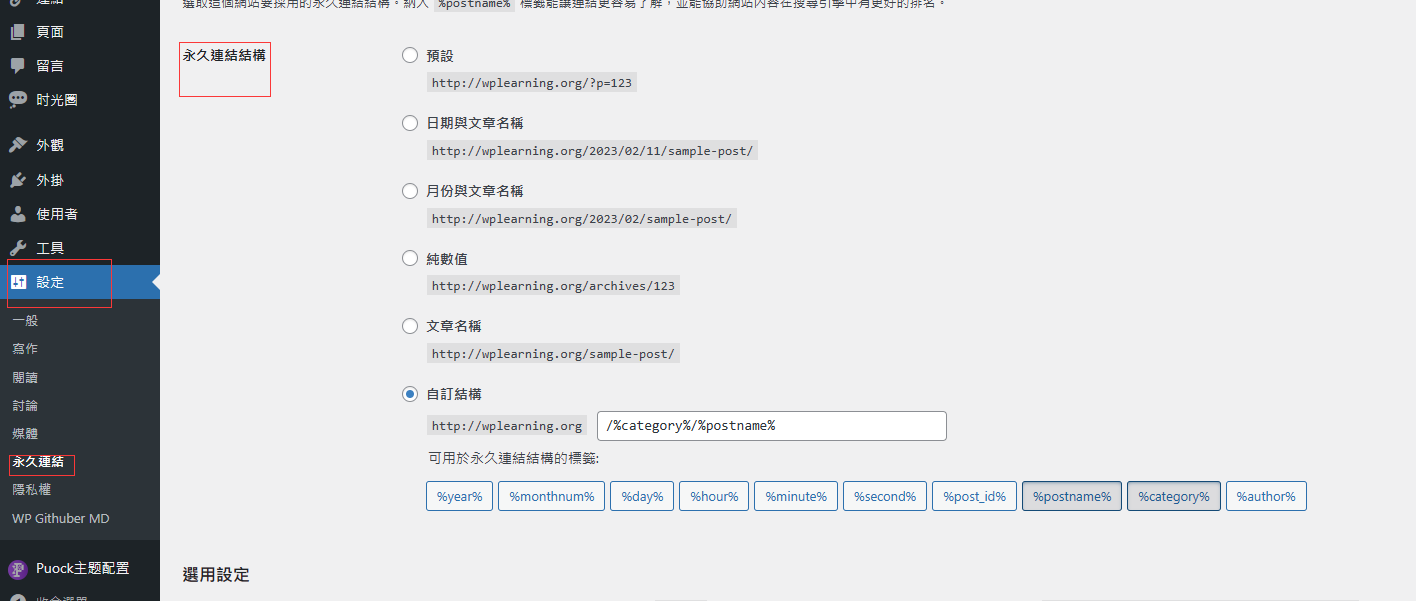 連結
選取這個網站要採用的永久連結結構。納入 %postname% 標籤能讓連結更容易了解，並能協助網站內容在搜尋引擎中有更好的排名。
頁面
留言
时光圈
外觀
外掛
使用者
工具
設定
一般
寫作
閱讀
討論
媒體
永久連結
隱私權
WP Githuber MD
Puock主題配置
收合選單
永久連結結構
預設
http://wplearning.org/?p=123
日期與文章名稱
http://wplearning.org/2023/02/11/sample-post/
月份與文章名稱
http://wplearning.org/2023/02/sample-post/
純數值
http://wplearning.org/archives/123
文章名稱
http://wplearning.org/sample-post/
自訂結構
http://wplearning.org /%category%/%postname%
可用於永久連結結構的標籤:
%year% %monthnum% %day% %hour% %minute% %second% %post_id% %postname% %category% %author%
選用設定